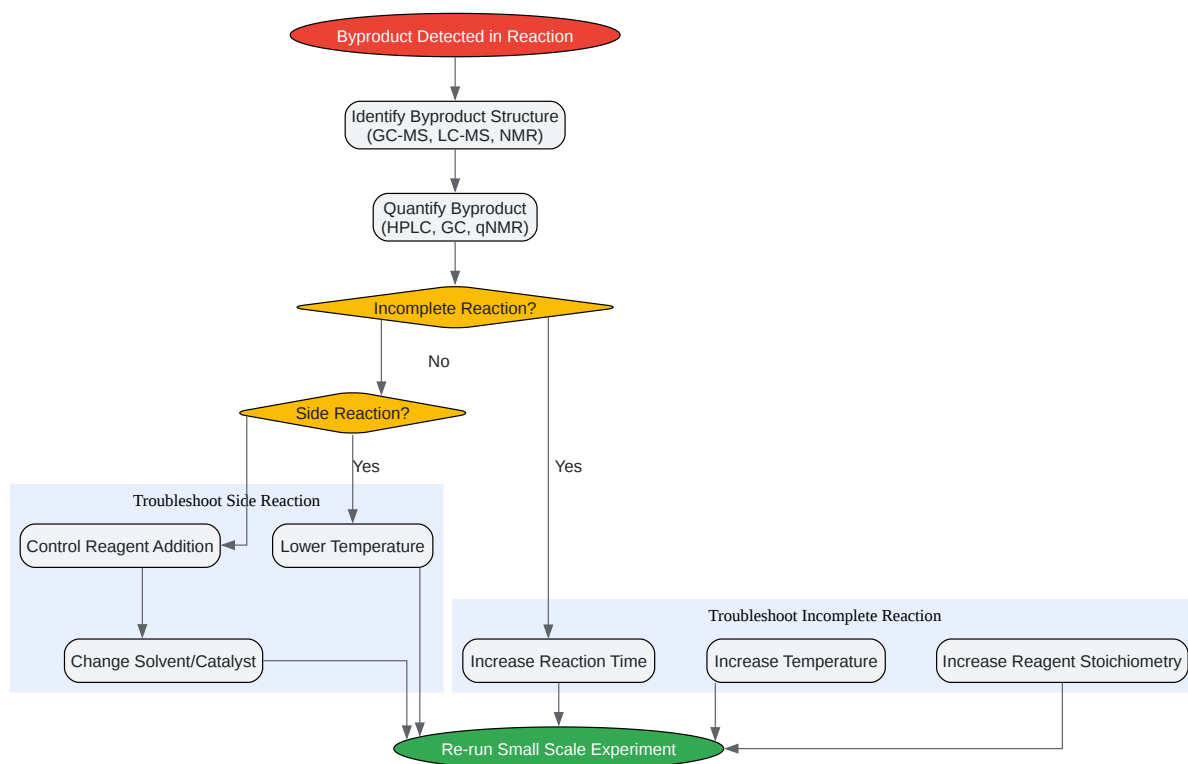 Byproduct Detected in Reaction
Identify Byproduct Structure
(GC-MS, LC-MS, NMR)
Quantify Byproduct
(HPLC, GC, qNMR)
Incomplete Reaction?
No
Side Reaction?
Yes
Yes
Troubleshoot Side Reaction
Control Reagent Addition
Lower Temperature
Troubleshoot Incomplete Reaction
Change Solvent/Catalyst
Increase Reaction Time
Increase Temperature
Increase Reagent Stoichiometry
Re-run Small Scale Experiment